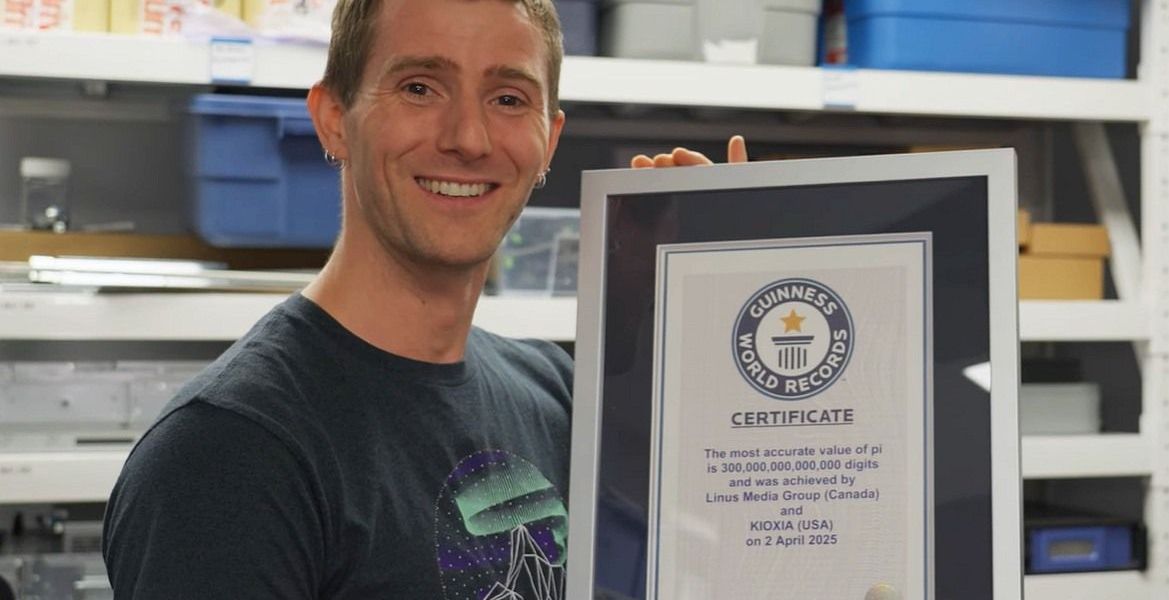 GUINNESS
WORLD RECORDS
CERTIFICATE
The most accurate value of pi
is 300,000,000,000,000 digits
and was achieved by
Linus Media Group (Canada)
and
KIOXIA (USA)
on 2 April 2025